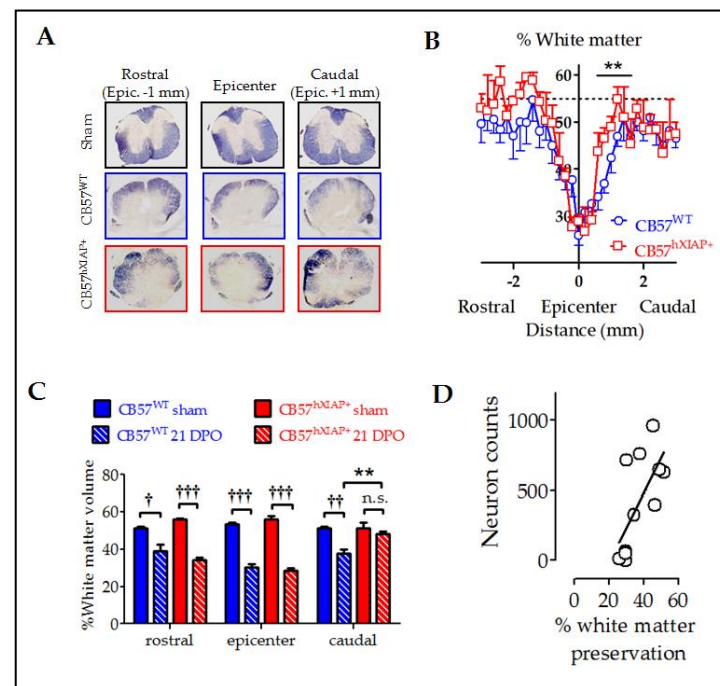 A
Rostral
(Epic. -1 mm)
Epicenter
Caudal
(Epic. +1 mm)
Sham
CB57WT
CB57hXIAP+
B
% White matter
**
60
50
40
30
CB57WT
CB57hXIAP+
-2 0 2
Rostral Epicenter Caudal
Distance (mm)
C
CB57WT sham
CB57hXIAP+ sham
CB57WT 21 DPO
CB57hXIAP+ 21 DPO
%White matter volume
80
60
40
20
0
† ††† ††† ††† †† ** n.s.
rostral epicenter caudal
D
Neuron counts
1000
500
0
0 20 40 60
% white matter
preservation